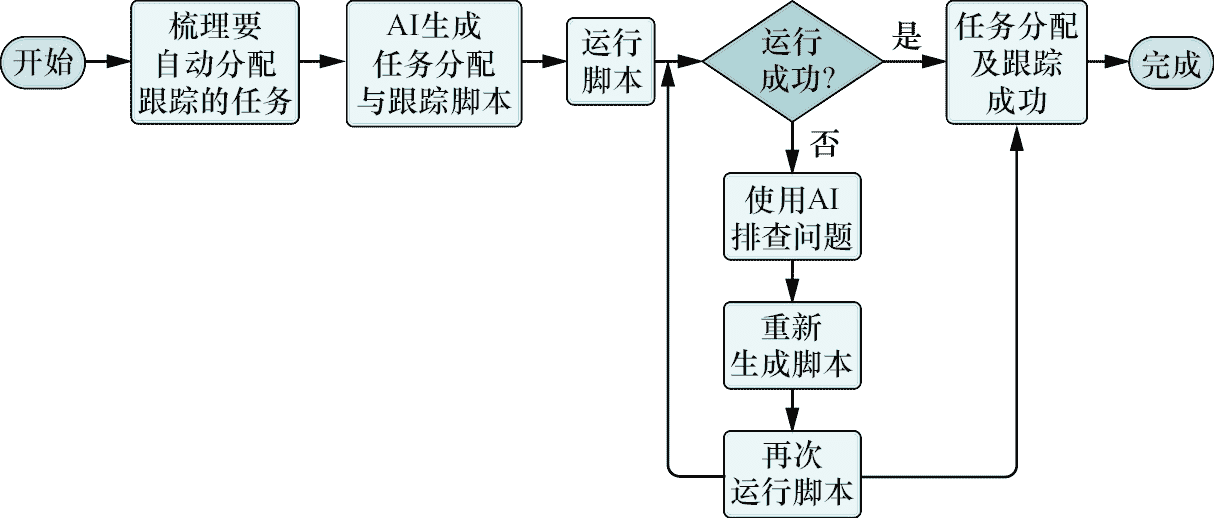 开始
梳理要
自动分配
跟踪的任务
AI生成
任务分配
与跟踪脚本
运行
脚本
运行
成功?
是
任务分配
及跟踪
成功
完成
否
使用AI
排查问题
重新
生成脚本
再次
运行脚本